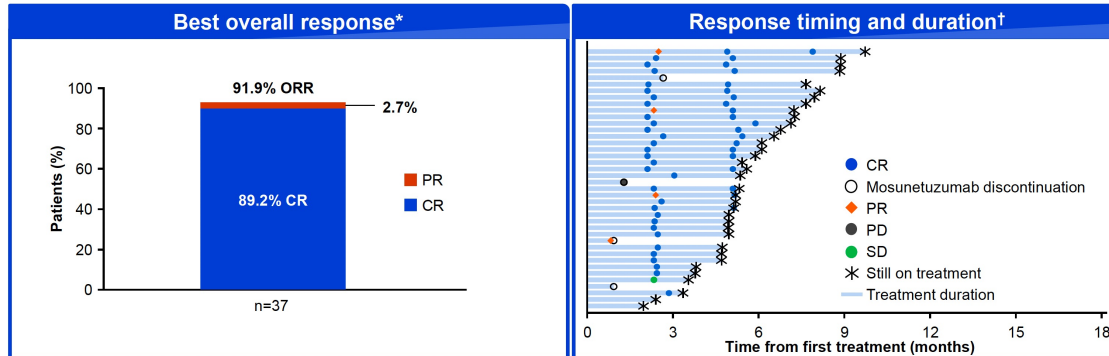 Best overall response*
Response timing and duration†
91.9% ORR
2.7%
89.2% CR
Patients (%)
100
80
60
40
20
0
n=37
PR
CR
CR
Mosunetuzumab discontinuation
PR
PD
SD
Still on treatment
Treatment duration
0 3 6 9 12 15 18
Time from first treatment (months)